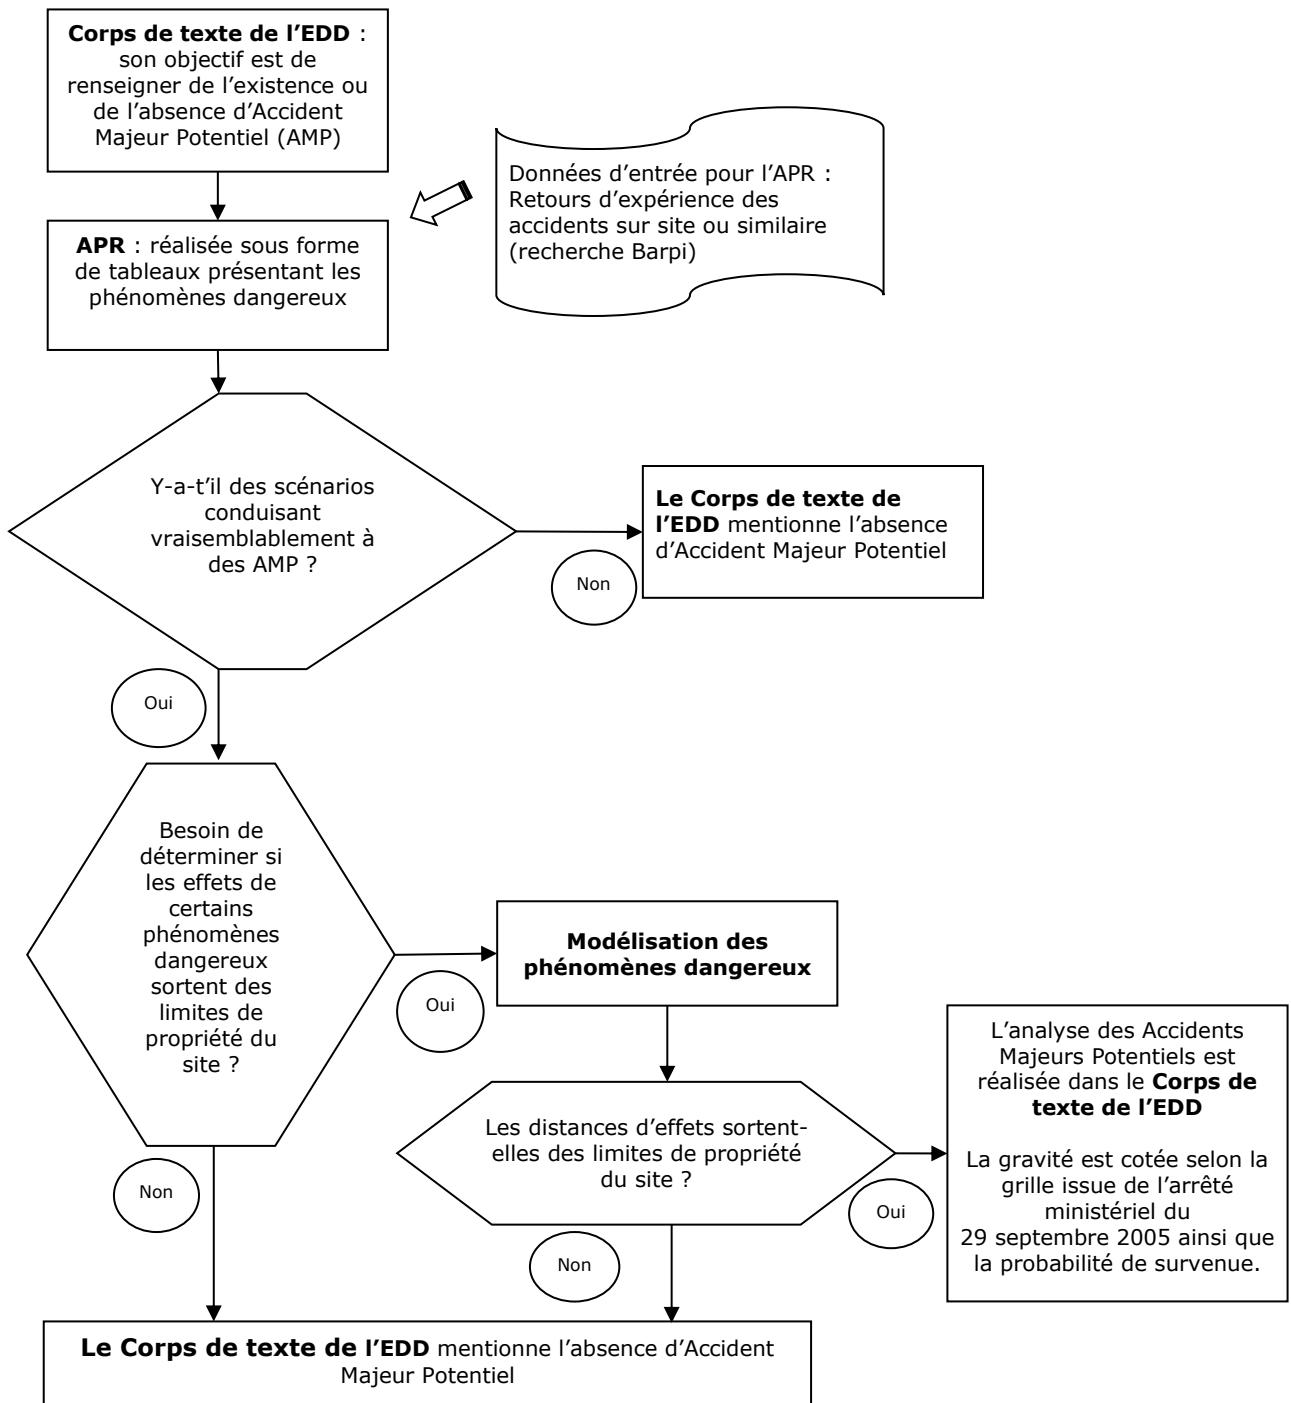 Corps de texte de l’EDD :
son objectif est de
renseigner de l’existence ou
de l’absence d’Accident
Majeur Potentiel (AMP)
Données d’entrée pour l’APR :
Retours d’expérience des
accidents sur site ou similaire
(recherche Barpi)
APR : réalisée sous forme
de tableaux présentant les
phénomènes dangereux
Y-a-t’il des scénarios
conduisant
vraisemblablement à
des AMP ?
Non
Le Corps de texte de
l’EDD mentionne l’absence
d’Accident Majeur Potentiel
Oui
Besoin de
déterminer si
les effets de
certains
phénomènes
dangereux
sortent des
limites de
propriété du
site ?
Oui
Modélisation des
phénomènes dangereux
Les distances d’effets sortent-
elles des limites de propriété
du site ?
Oui
L’analyse des Accidents
Majeurs Potentiels est
réalisée dans le Corps de
texte de l’EDD
La gravité est cotée selon la
grille issue de l’arrêté
ministériel du
29 septembre 2005 ainsi que
la probabilité de survenue.
Non
Non
Le Corps de texte de l’EDD mentionne l’absence d’Accident
Majeur Potentiel